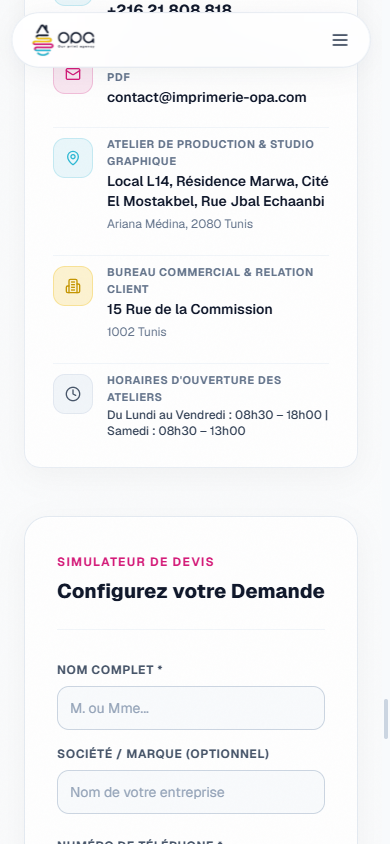 +216 21 808 818
opa
PDF
contact@imprimerie-opa.com
ATELIER DE PRODUCTION & STUDIO
GRAPHIQUE
Local L14, Résidence Marwa, Cité
El Mostakbel, Rue Jbal Echaanbi
Ariana Médina, 2080 Tunis
BUREAU COMMERCIAL & RELATION
CLIENT
15 Rue de la Commission
1002 Tunis
HORAIRES D'OUVERTURE DES
ATELIERS
Du Lundi au Vendredi : 08h30 – 18h00 |
Samedi : 08h30 – 13h00
SIMULATEUR DE DEVIS
Configurez votre Demande
NOM COMPLET *
M. ou Mme...
SOCIÉTÉ / MARQUE (OPTIONNEL)
Nom de votre entreprise
NUMÉRO DE TÉLÉPHONE *